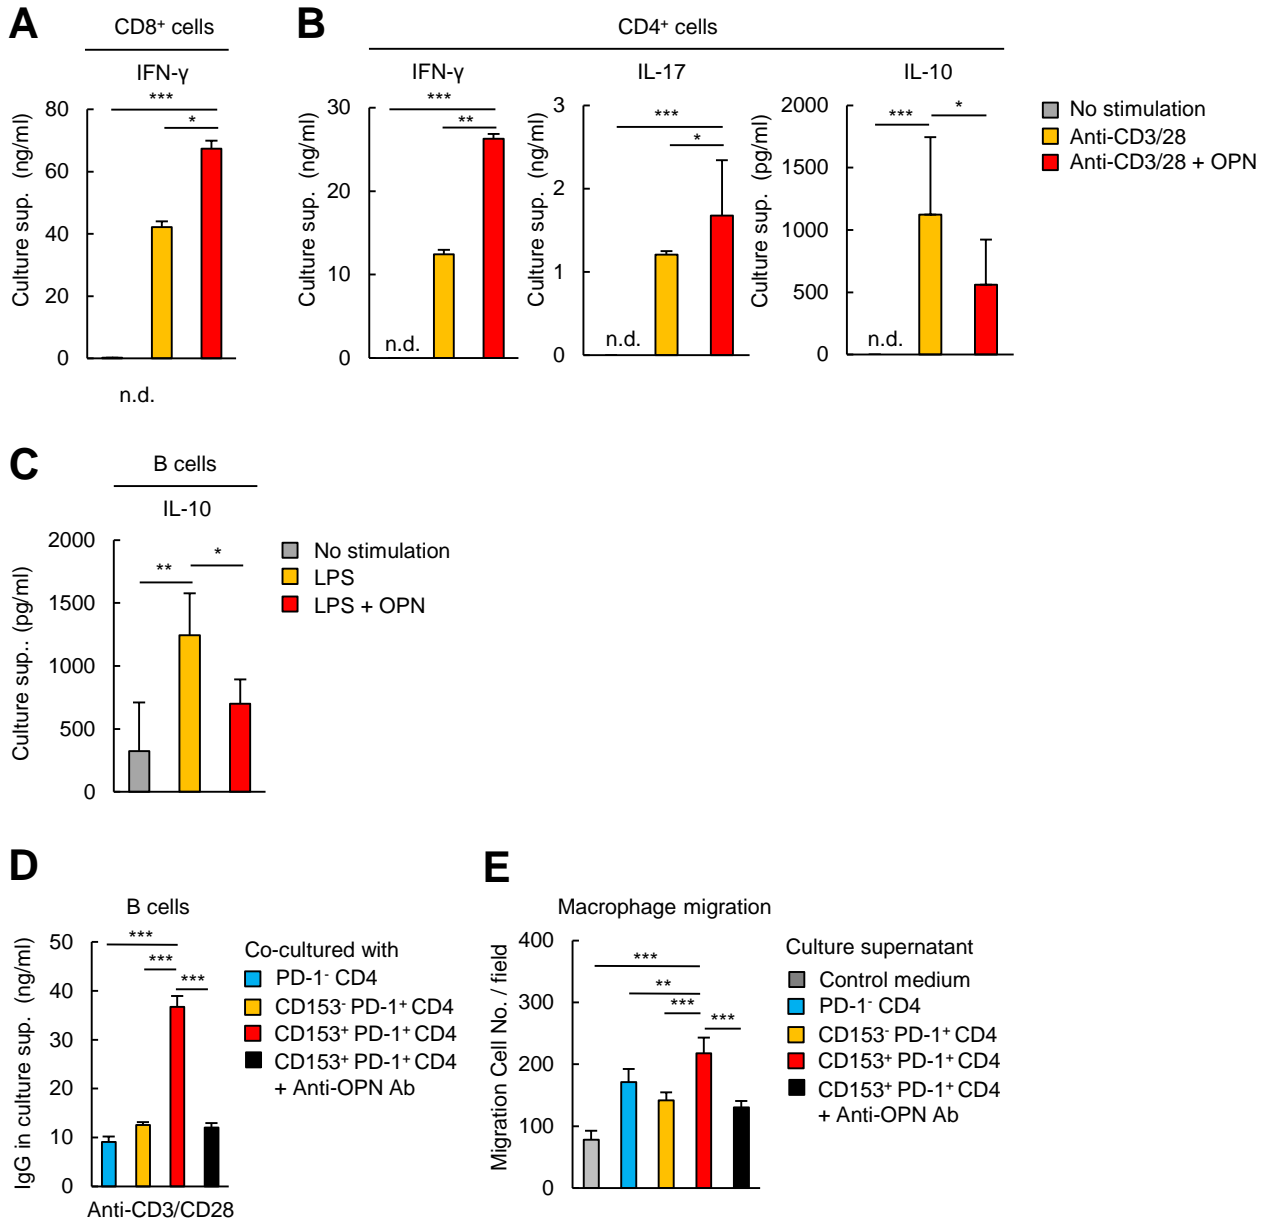 A
CD8+ cells
IFN-γ
***
*
80
60
40
20
0
Culture sup. (ng/ml)
n.d.
B
CD4+ cells
IFN-γ
***
**
30
20
10
0
Culture sup. (ng/ml)
n.d.
IL-17
***
*
3
2
1
0
Culture sup. (ng/ml)
n.d.
IL-10
***
*
2000
1500
1000
500
0
Culture sup. (pg/ml)
n.d.
No stimulation
Anti-CD3/28
Anti-CD3/28 + OPN
C
B cells
IL-10
**
*
2000
1500
1000
500
0
Culture sup.. (pg/ml)
No stimulation
LPS
LPS + OPN
D
B cells
***
***
***
50
40
30
20
10
0
IgG in culture sup. (ng/ml)
Anti-CD3/CD28
Co-cultured with
PD-1- CD4
CD153- PD-1+ CD4
CD153+ PD-1+ CD4
CD153+ PD-1+ CD4
+ Anti-OPN Ab
E
Macrophage migration
***
**
***
***
400
300
200
100
0
Migration Cell No. / field
Culture supernatant
Control medium
PD-1- CD4
CD153- PD-1+ CD4
CD153+ PD-1+ CD4
CD153+ PD-1+ CD4
+ Anti-OPN Ab